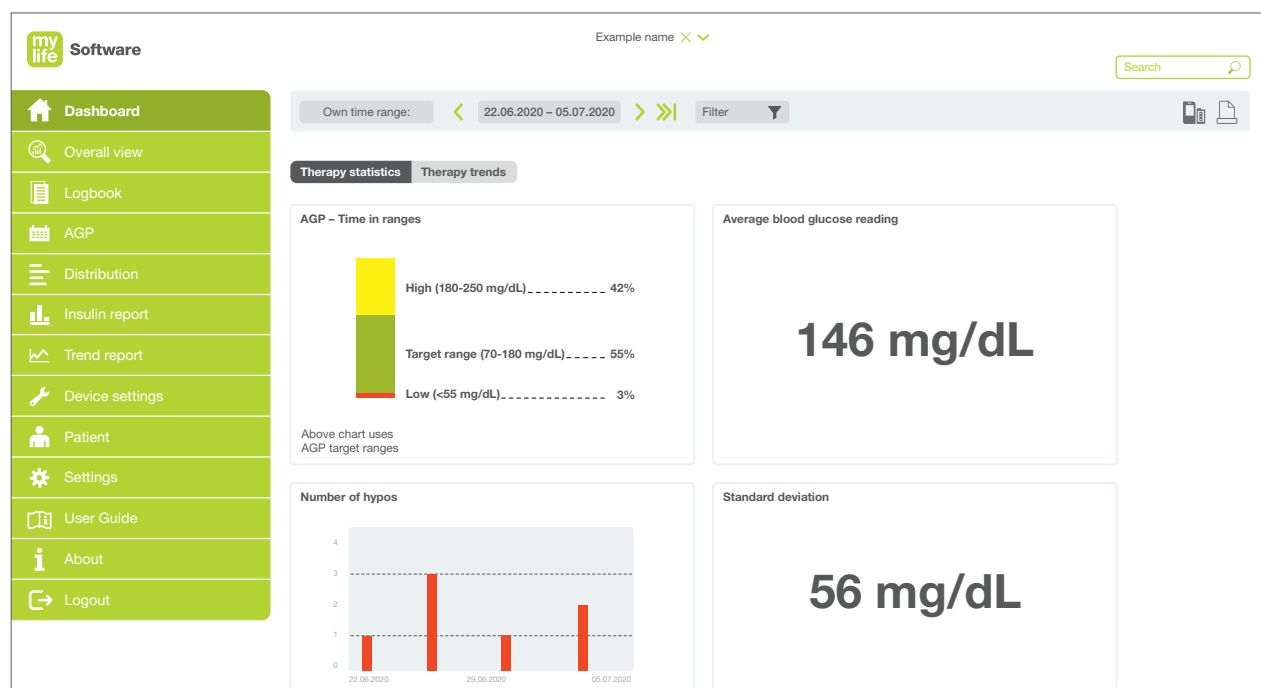 my
life
Software
Example name
Search
Dashboard
Overall view
Logbook
AGP
Distribution
Insulin report
Trend report
Device settings
Patient
Settings
User Guide
About
Logout
Own time range:
22.06.2020 – 05.07.2020
Filter
Therapy statistics
Therapy trends
AGP – Time in ranges
High (180-250 mg/dL) 42%
Target range (70-180 mg/dL) 55%
Low (<55 mg/dL) 3%
Above chart uses
AGP target ranges
Average blood glucose reading
146 mg/dL
Number of hypos
4
3
2
1
0
22.06.2020 29.06.2020 05.07.2020
Standard deviation
56 mg/dL